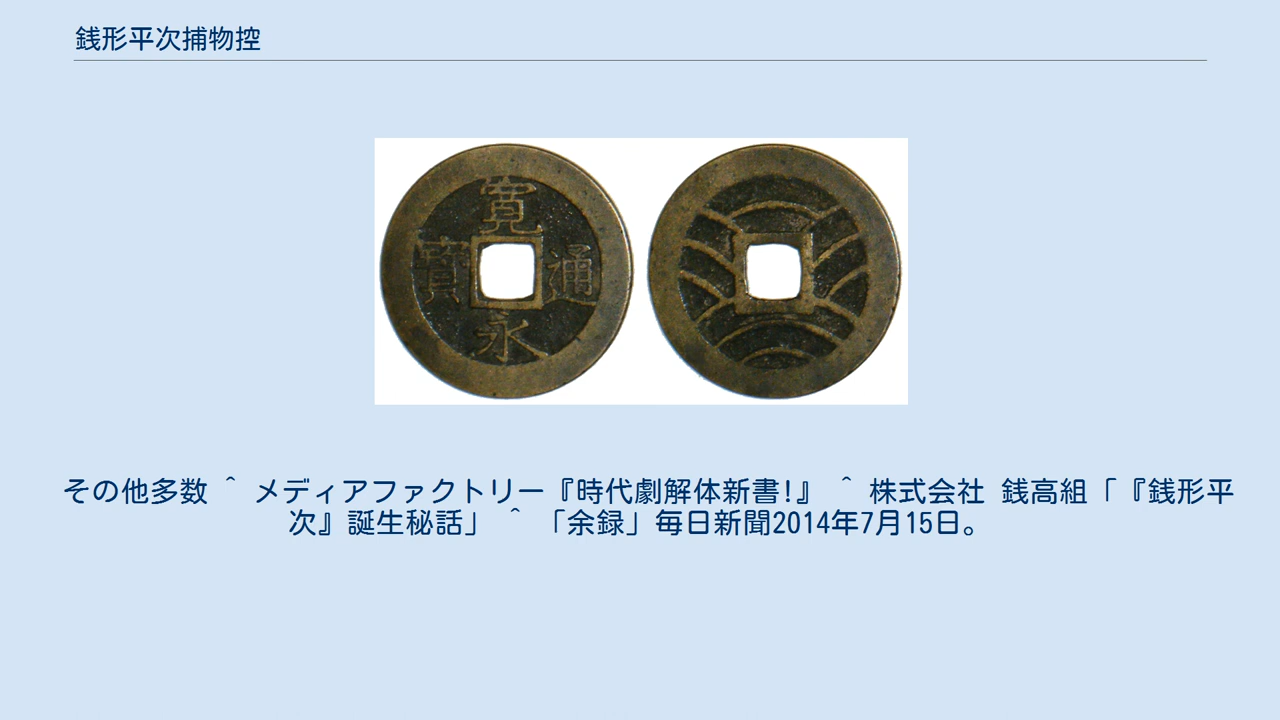 銭形平次捕物控
寛
寳 通
永
その他多数 ^ メディアファクトリー『時代劇解体新書!』 ^ 株式会社 銭高組「『銭形平
次』誕生秘話」 ^ 「余録」毎日新聞2014年7月15日。